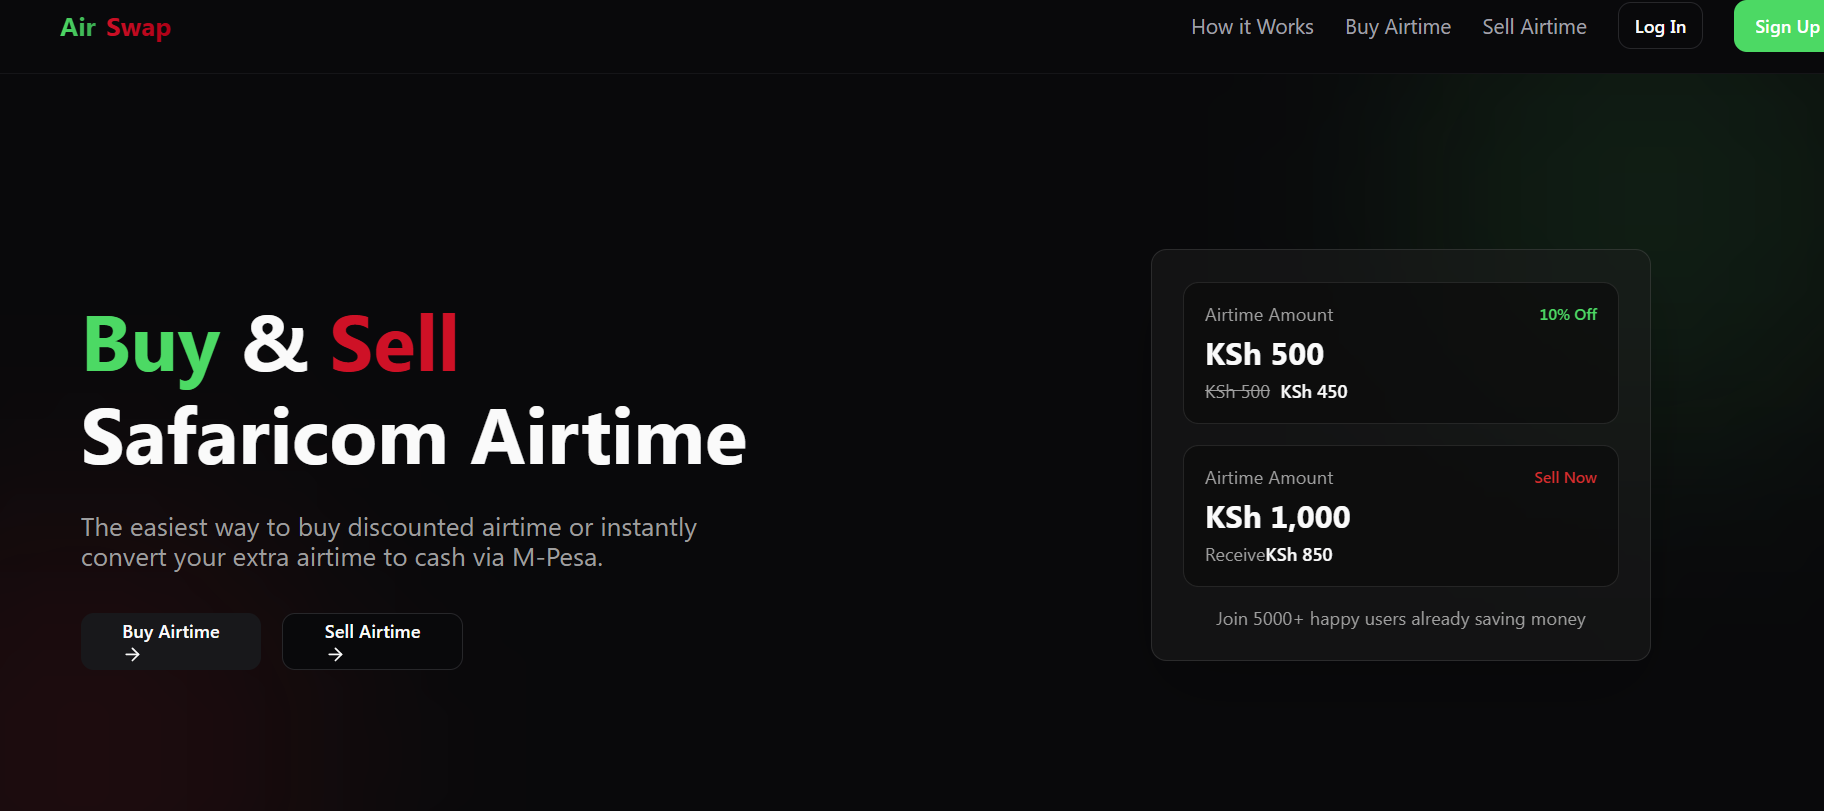 Air Swap
How it Works
Buy Airtime
Sell Airtime
Log In
Sign Up
Buy & Sell
Safaricom Airtime
The easiest way to buy discounted airtime or instantly
convert your extra airtime to cash via M-Pesa.
Buy Airtime
→
Sell Airtime
→
Airtime Amount
10% Off
KSh 500
KSh 500 KSh 450
Airtime Amount
Sell Now
KSh 1,000
ReceiveKSh 850
Join 5000+ happy users already saving money